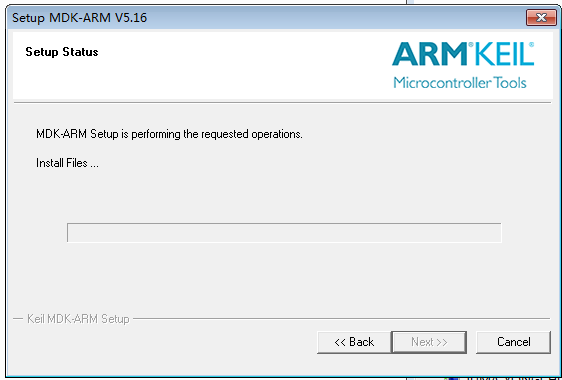 Setup MDK-ARM V5.16
Setup Status
ARM®KEIL®
Microcontroller Tools
MDK-ARM Setup is performing the requested operations.
Install Files ...
Keil MDK-ARM Setup
<< Back
Next >>
Cancel